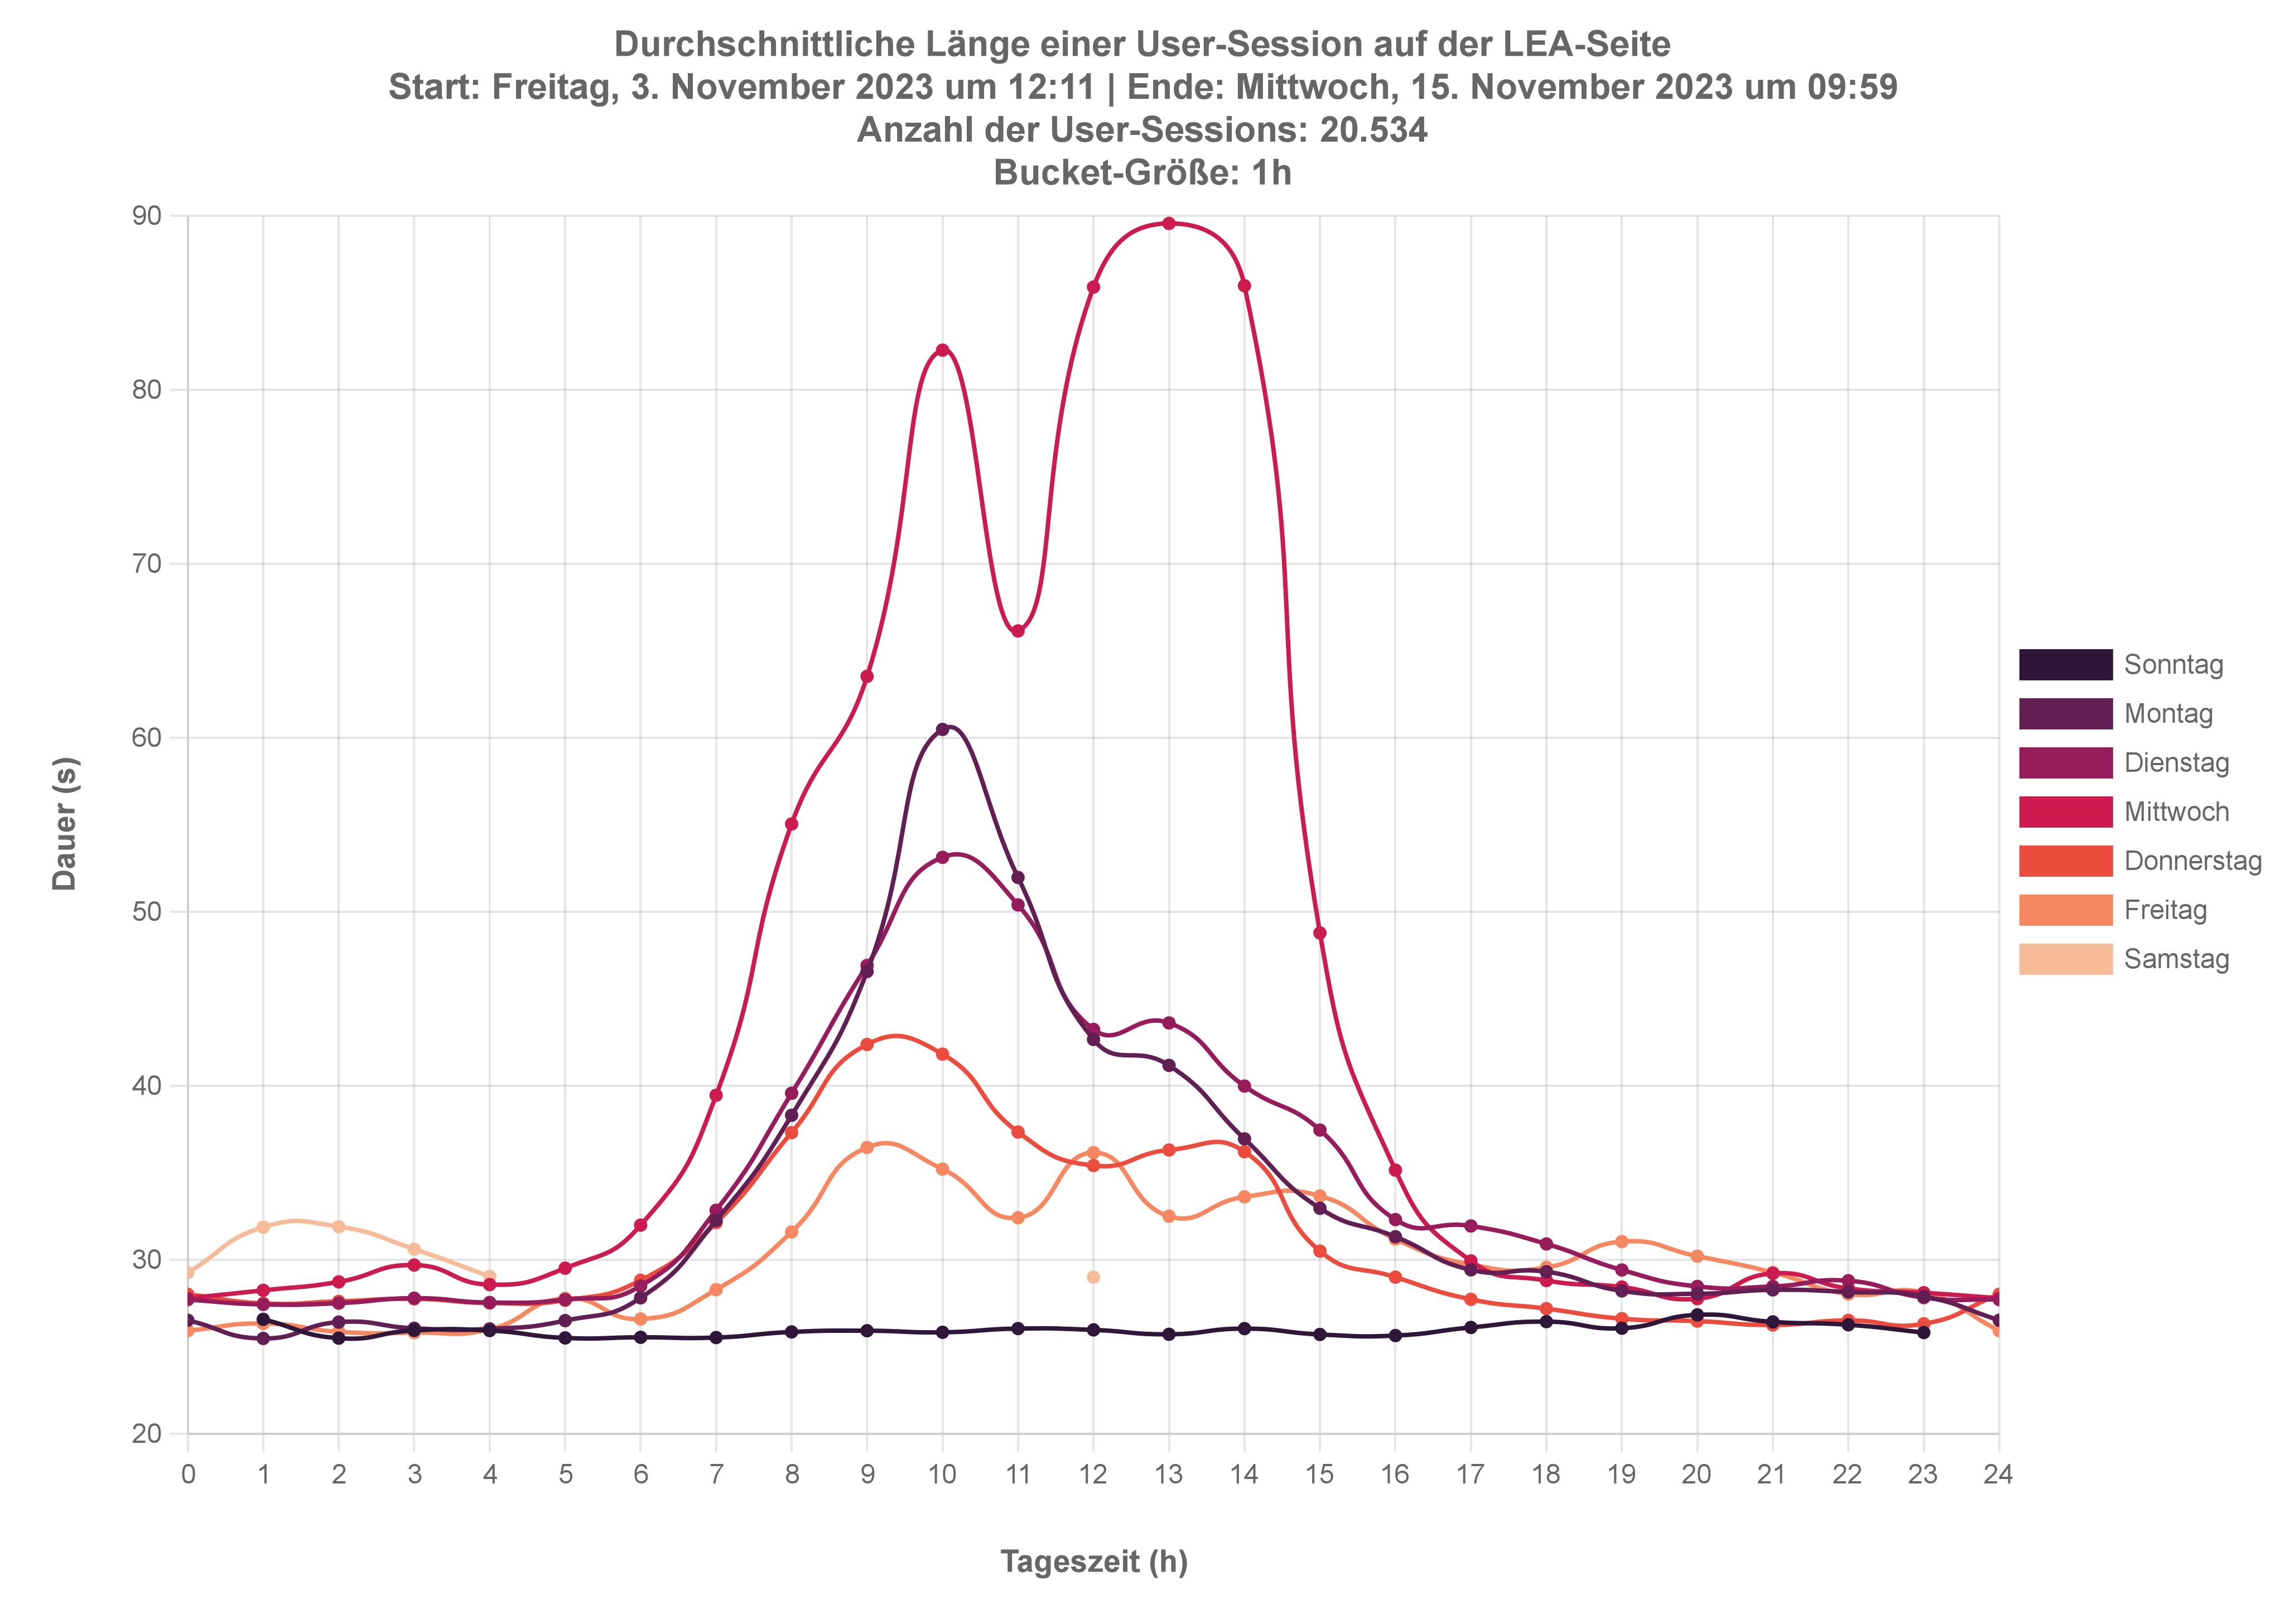 Durchschnittliche Länge einer User-Session auf der LEA-Seite
Start: Freitag, 3. November 2023 um 12:11 | Ende: Mittwoch, 15. November 2023 um 09:59
Anzahl der User-Sessions: 20.534
Bucket-Größe: 1h
90
80
70
60
50
40
30
20
Dauer (s)
0 1 2 3 4 5 6 7 8 9 10 11 12 13 14 15 16 17 18 19 20 21 22 23 24
Tageszeit (h)
Sonntag
Montag
Dienstag
Mittwoch
Donnerstag
Freitag
Samstag